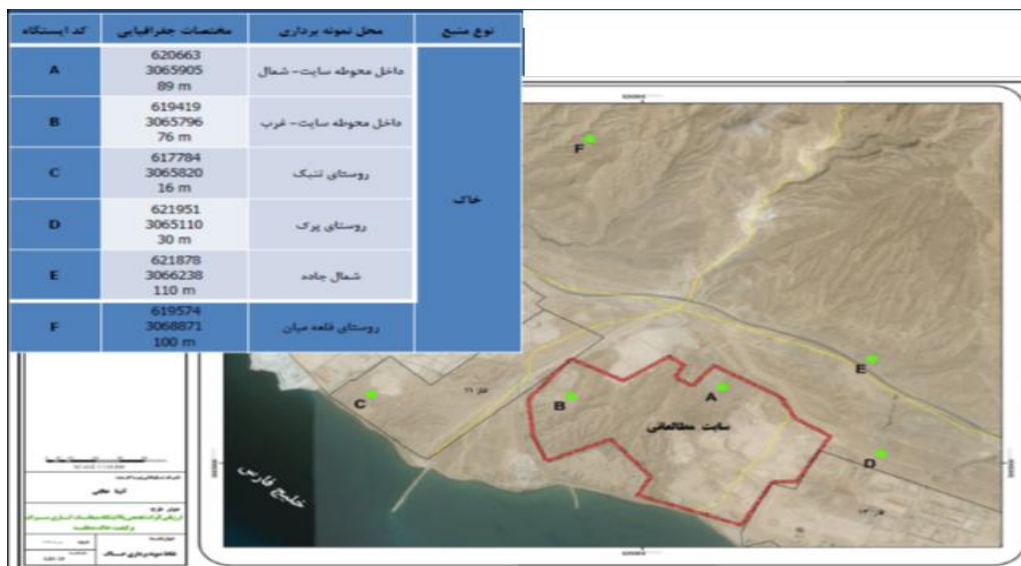 کد ایستگاه مختصات جغرافیایی محل نمونه برداری نوع منبع
A
620663
3065905
89 m
داخل محوطه سایت- شمال
B
619419
3065796
76 m
داخل محوطه سایت- غرب
C
617784
3065820
16 m
روستای تنبک
D
621951
3065110
30 m
روستای پرک
E
621878
3066238
110 m
شمال جاده
F
619574
3068871
100 m
روستای قلعه میان
خاک
F
E
A
B
C
D
سایت مطالعاتی
خلیج فارس